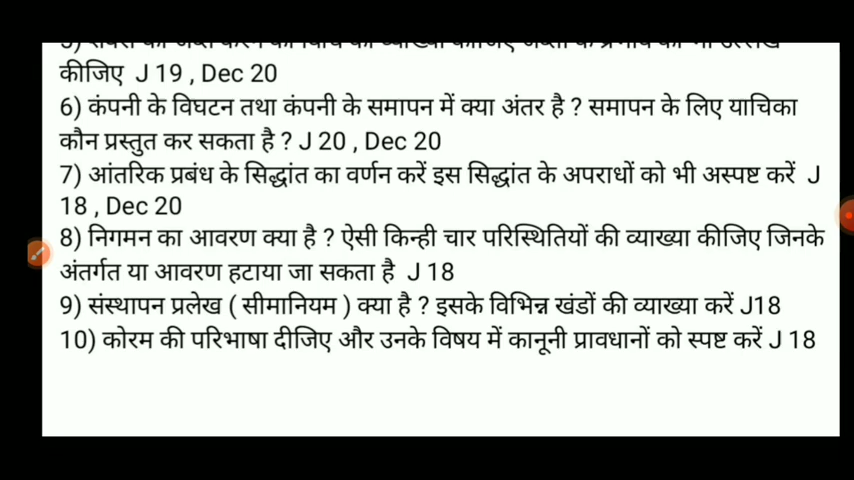 कीजिए J 19 , Dec 20
6) कंपनी के विघटन तथा कंपनी के समापन में क्या अंतर है ? समापन के लिए याचिका
कौन प्रस्तुत कर सकता है ? J 20 , Dec 20
7) आंतरिक प्रबंध के सिद्धांत का वर्णन करें इस सिद्धांत के अपराधों को भी अस्पष्ट करें J
18 , Dec 20
8) निगमन का आवरण क्या है ? ऐसी किन्ही चार परिस्थितियों की व्याख्या कीजिए जिनके
अंतर्गत या आवरण हटाया जा सकता है J 18
9) संस्थापन प्रलेख ( सीमानियम ) क्या है ? इसके विभिन्न खंडों की व्याख्या करें J18
10) कोरम की परिभाषा दीजिए और उनके विषय में कानूनी प्रावधानों को स्पष्ट करें J 18